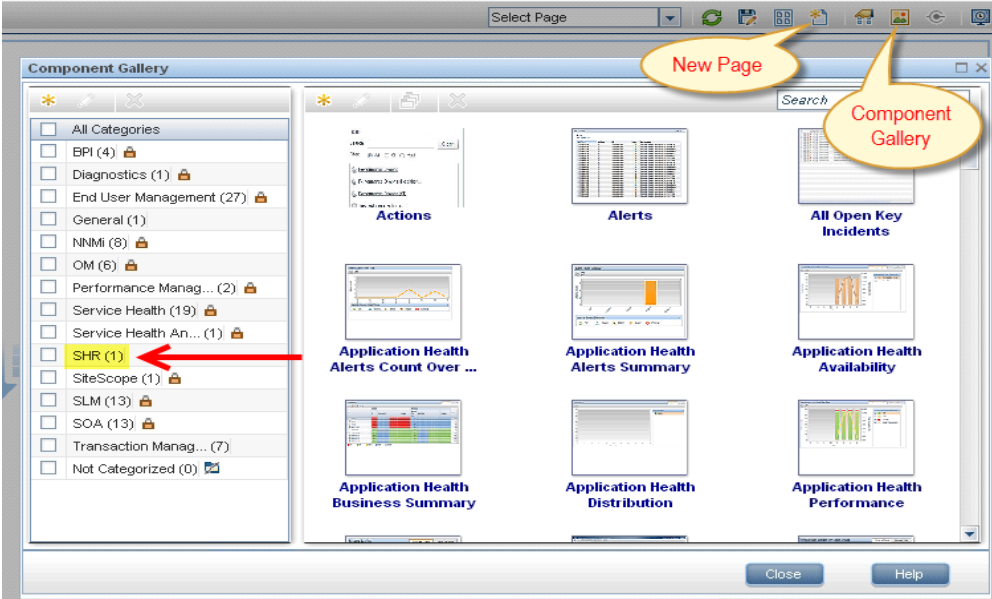 Select Page
New Page
Component Gallery
Search
Component
Gallery
All Categories
BPI (4)
Diagnostics (1)
End User Management (27)
General (1)
NNMi (8)
OM (6)
Performance Manag... (2)
Service Health (19)
Service Health An... (1)
SHR (1)
SiteScope (1)
SLM (13)
SOA (13)
Transaction Manag... (7)
Not Categorized (0)
Actions
Alerts
All Open Key
Incidents
Application Health
Alerts Count Over ...
Application Health
Alerts Summary
Application Health
Availability
Application Health
Business Summary
Application Health
Distribution
Application Health
Performance
Close
Help